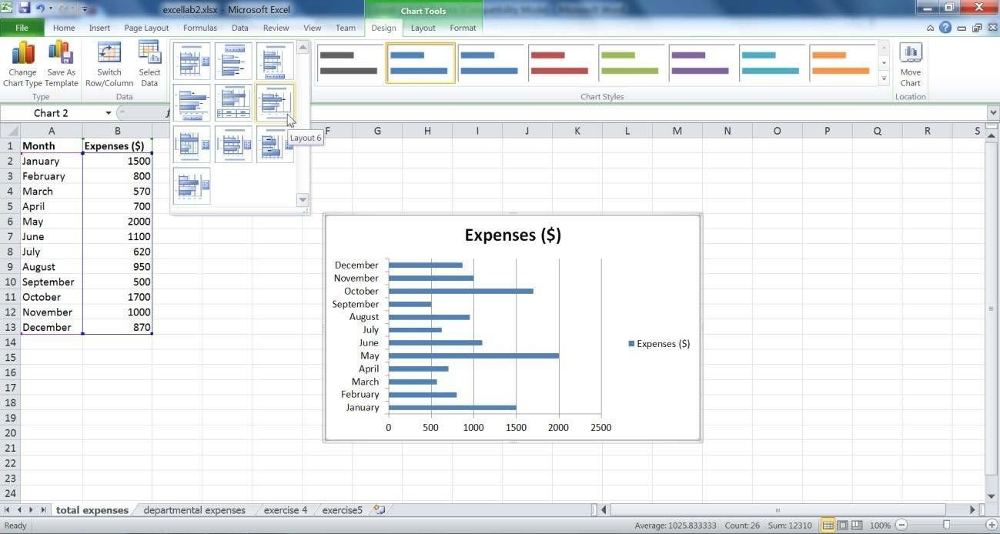 excellab2.xlsx - Microsoft Excel
Chart Tools
File Home Insert Page Layout Formulas Data Review View Team Design Layout Format
Change Chart Type
Save As Template
Switch Row/Column
Select Data
Move Chart
Type
Data
Chart Styles
Location
Chart 2
Layout 6
A B F G H I J K L M N O P Q R S
1 Month Expenses ($)
2 January 1500
3 February 800
4 March 570
5 April 700
6 May 2000
7 June 1100
8 July 620
9 August 950
10 September 500
11 October 1700
12 November 1000
13 December 870
14
15
16
17
18
19
20
21
22
23
24
Expenses ($)
December
November
October
September
August
July
June
May
April
March
February
January
0 500 1000 1500 2000 2500
Expenses ($)
total expenses departmental expenses exercise 4 exercise5
Ready Average: 1025.833333 Count: 26 Sum: 12310 100%